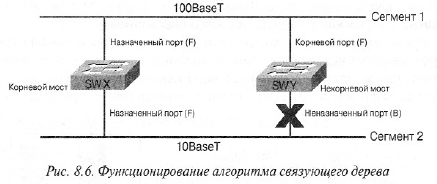 100BaseT
Сегмент 1
Назначенный порт (F)
Корневой порт (F)
Корневой мост
SWX
SWY
Некорневой мост
Назначенный порт (F)
Неназначенный порт (B)
Сегмент 2
10BaseT
Рис. 8.6. Функционирование алгоритма связующего дерева